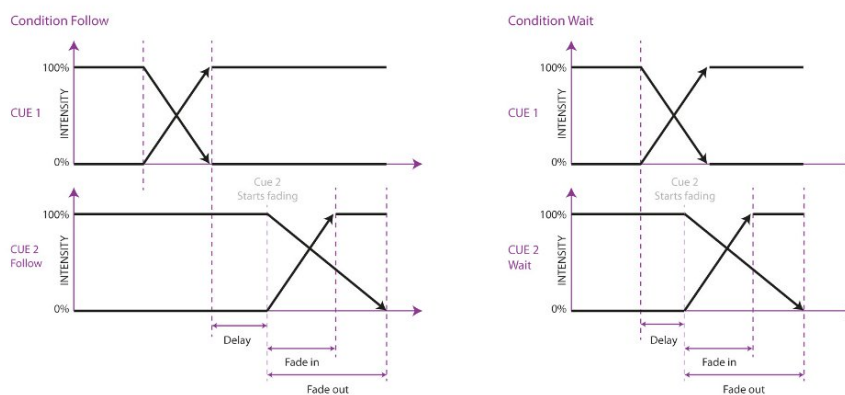 Condition Follow
100%
CUE 1
INTENSITY
0%
Cue 2
Starts fading
100%
CUE 2
Follow
INTENSITY
0%
Delay
Fade in
Fade out
Condition Wait
100%
CUE 1
INTENSITY
0%
Cue 2
Starts fading
100%
CUE 2
Wait
INTENSITY
0%
Delay
Fade in
Fade out